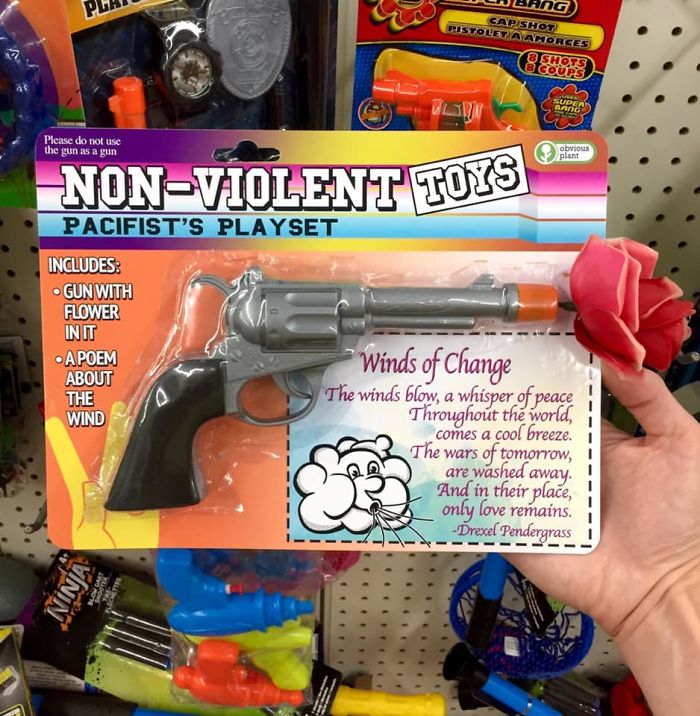 PLAY
BANG
CAP SHOT
PISTOLET A AMORCES
8 SHOTS
8 COUPS
SUPER
BANG
Please do not use
the gun as a gun
obvious
plant
NON-VIOLENT TOYS
PACIFIST'S PLAYSET
INCLUDES:
• GUN WITH
FLOWER
IN IT
• A POEM
ABOUT
THE
WIND
Winds of Change
The winds blow, a whisper of peace
Throughout the world,
comes a cool breeze.
The wars of tomorrow,
are washed away.
And in their place,
only love remains.
-Drexel Pendergrass
NINJA